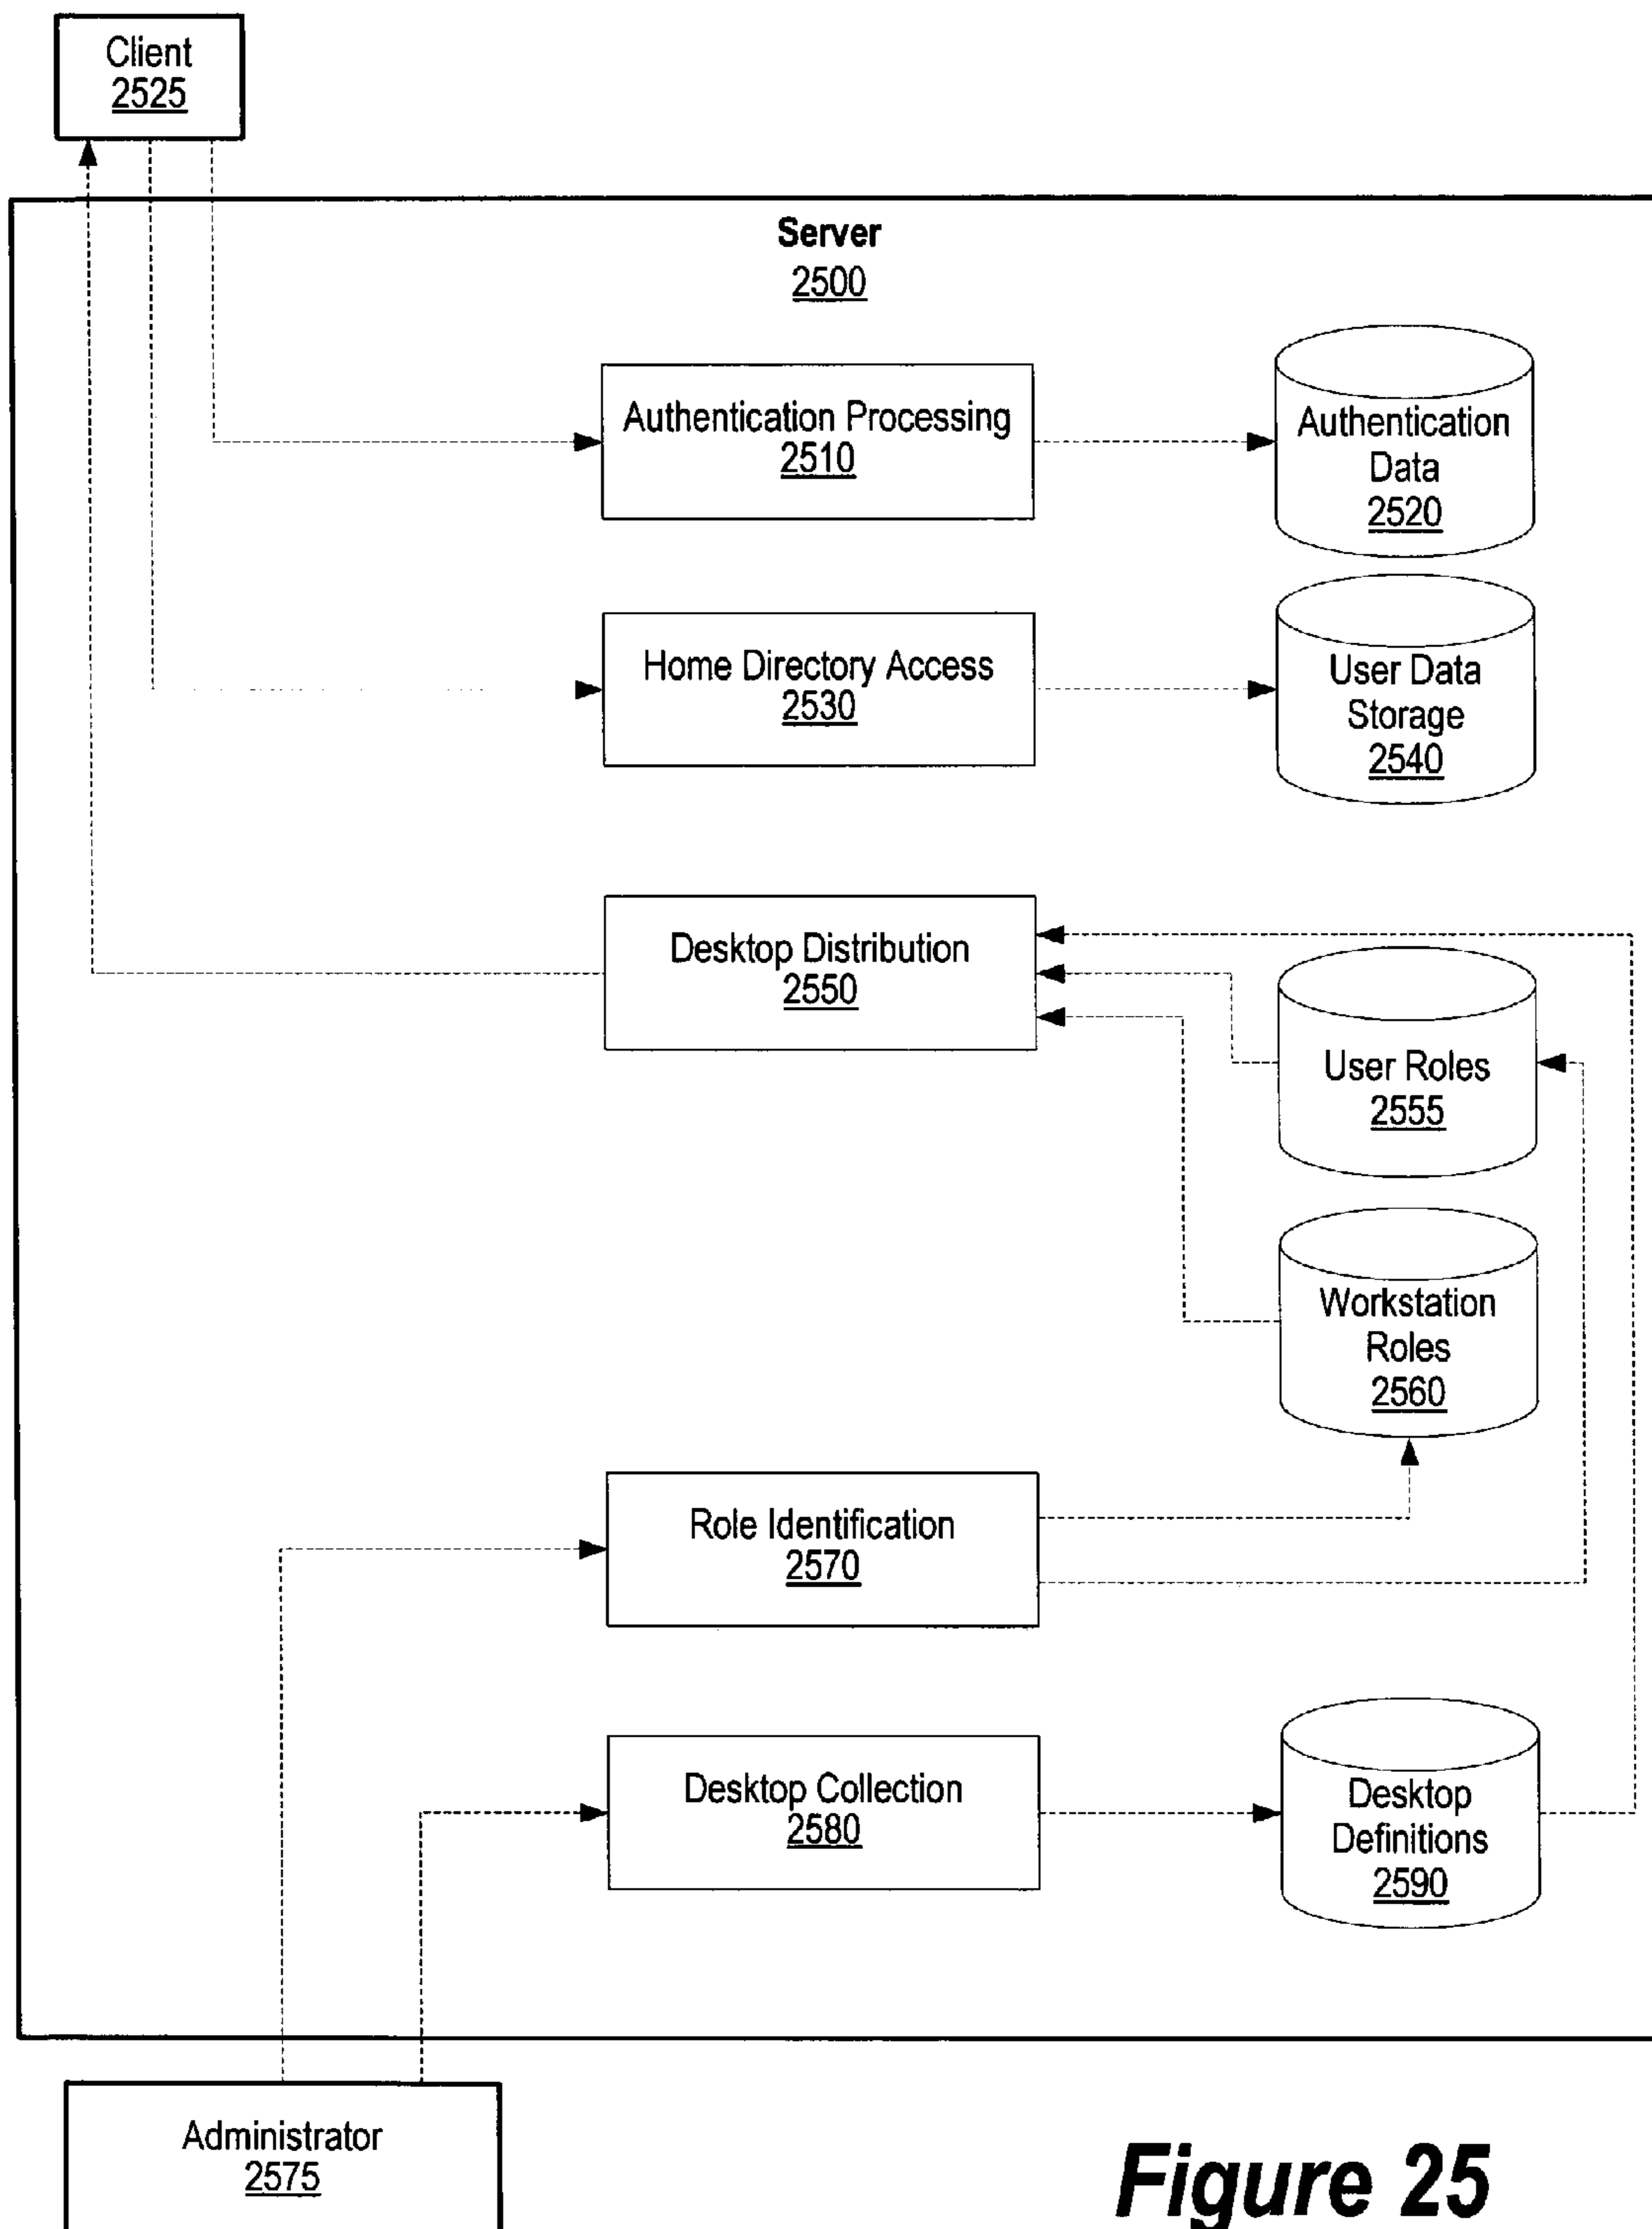 Client
2525
Server
2500
Authentication Processing
2510
Authentication
Data
2520
Home Directory Access
2530
User Data
Storage
2540
Desktop Distribution
2550
User Roles
2555
Workstation
Roles
2560
Role Identification
2570
Desktop Collection
2580
Desktop
Definitions
2590
Administrator
2575
Figure 25